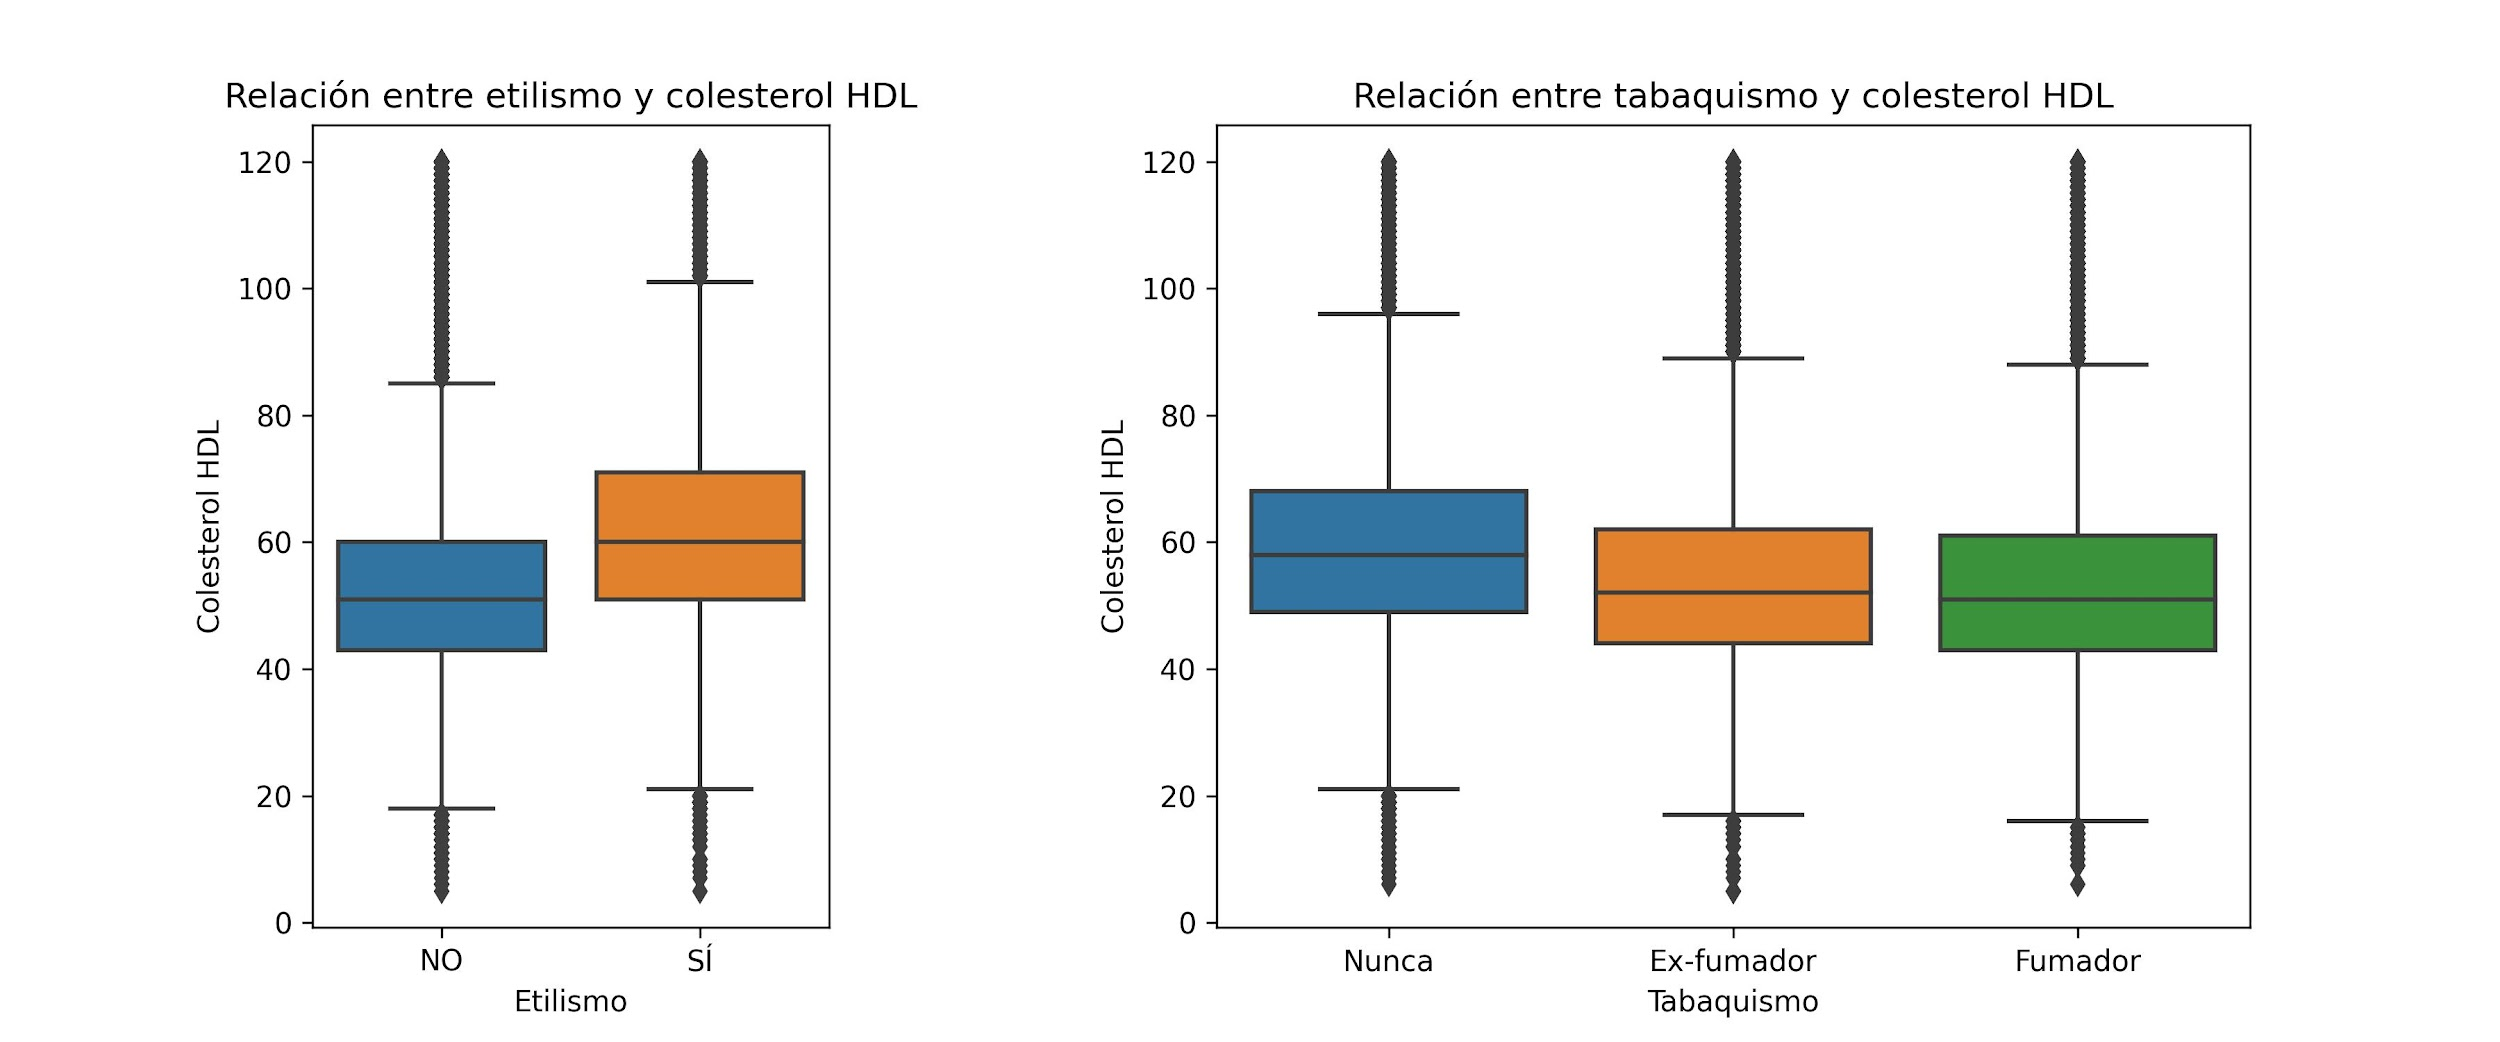 Relación entre etilismo y colesterol HDL
120
100
80
60
40
20
0
Colesterol HDL
NO
SÍ
Etilismo
Relación entre tabaquismo y colesterol HDL
120
100
80
60
40
20
0
Colesterol HDL
Nunca
Ex-fumador
Fumador
Tabaquismo